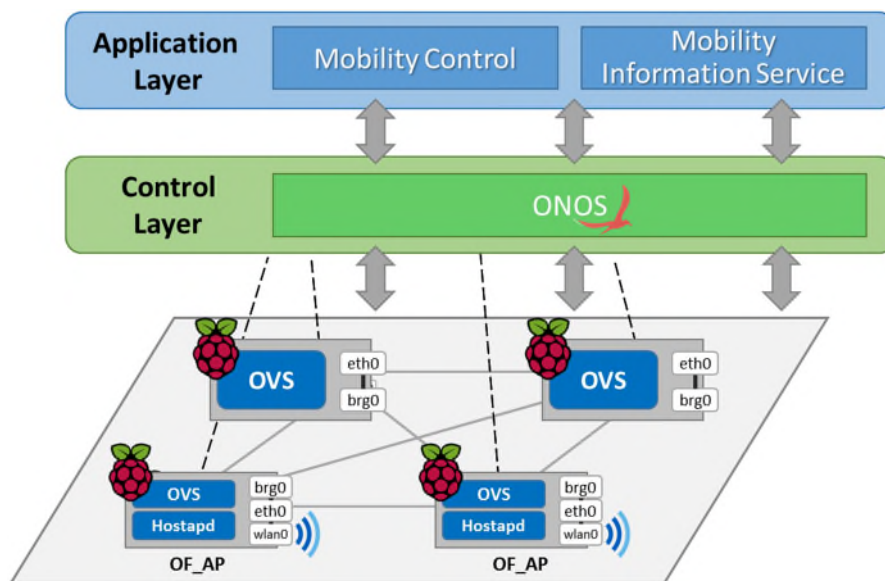 Application
Layer
Mobility Control
Mobility
Information Service
Control
Layer
ONOS
OVS
eth0
brg0
OVS
eth0
brg0
OVS
Hostapd
brg0
eth0
wlan0
OF_AP
OVS
Hostapd
brg0
eth0
wlan0
OF_AP